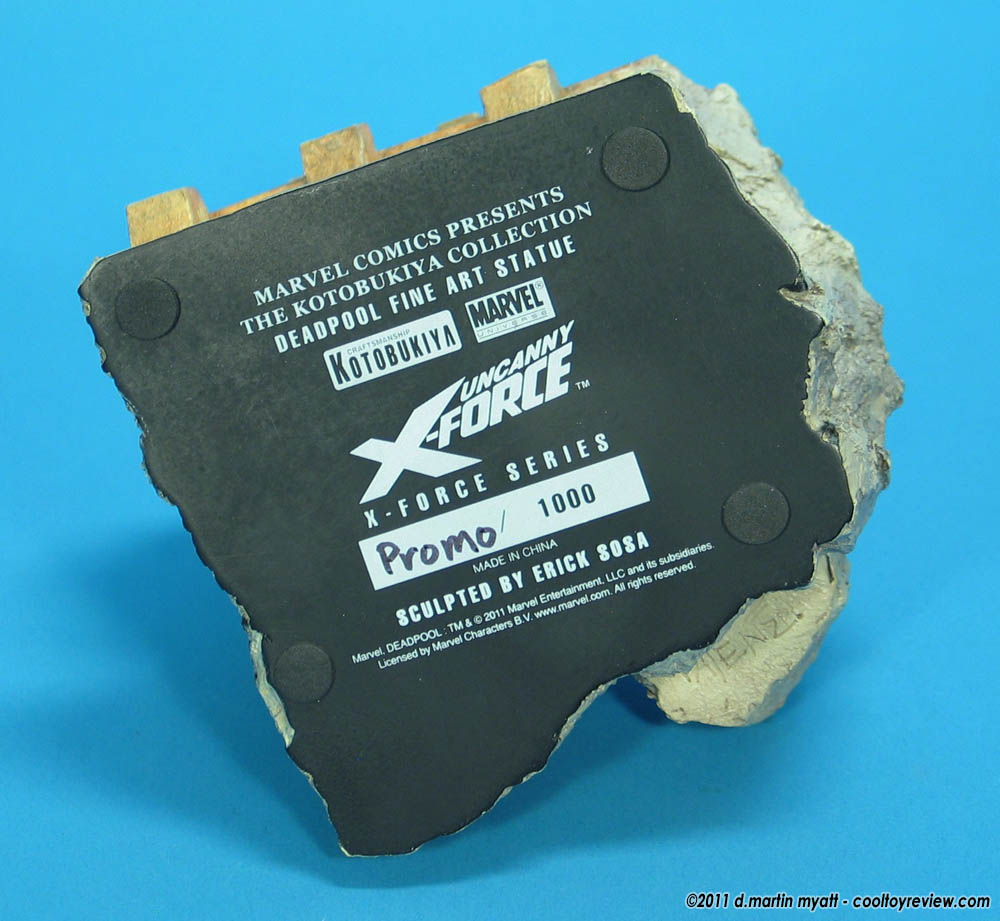 MARVEL COMICS PRESENTS
THE KOTOBUKIYA COLLECTION
DEADPOOL FINE ART STATUE
CRAFTSMANSHIP
KOTOBUKIYA
MARVEL®
UNIVERSE
UNCANNY
X-FORCE™
X-FORCE SERIES
Promo/ 1000
MADE IN CHINA
SCULPTED BY ERICK SOSA
Marvel, DEADPOOL : TM & © 2011 Marvel Entertainment, LLC and its subsidiaries.
Licensed by Marvel Characters B.V. www.marvel.com. All rights reserved.
©2011 d.martin myatt - cooltoyreview.com